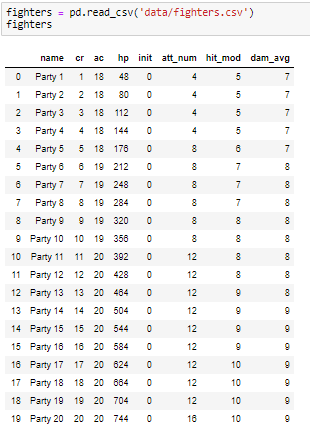 fighters = pd.read_csv('data/fighters.csv')
fighters
name cr ac hp init att_num hit_mod dam_avg
0 Party 1 1 18 48 0 4 5 7
1 Party 2 2 18 80 0 4 5 7
2 Party 3 3 18 112 0 4 5 7
3 Party 4 4 18 144 0 4 5 7
4 Party 5 5 18 176 0 8 6 7
5 Party 6 6 19 212 0 8 7 8
6 Party 7 7 19 248 0 8 7 8
7 Party 8 8 19 284 0 8 7 8
8 Party 9 9 19 320 0 8 8 8
9 Party 10 10 19 356 0 8 8 8
10 Party 11 11 20 392 0 12 8 8
11 Party 12 12 20 428 0 12 8 8
12 Party 13 13 20 464 0 12 9 8
13 Party 14 14 20 504 0 12 9 9
14 Party 15 15 20 544 0 12 9 9
15 Party 16 16 20 584 0 12 9 9
16 Party 17 17 20 624 0 12 10 9
17 Party 18 18 20 664 0 12 10 9
18 Party 19 19 20 704 0 12 10 9
19 Party 20 20 20 744 0 16 10 9